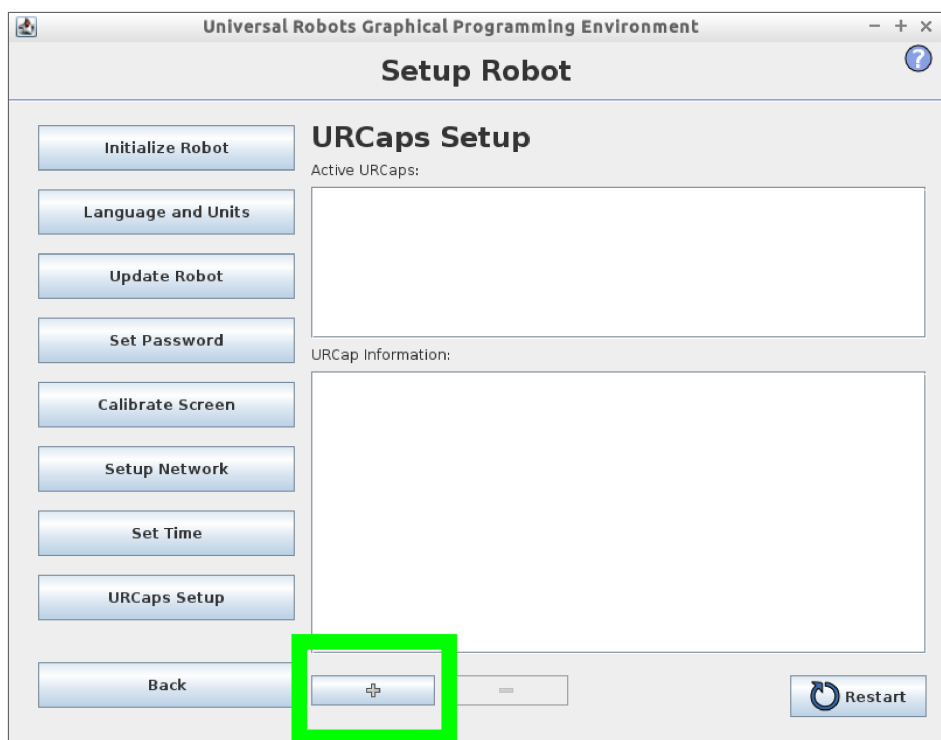 Universal Robots Graphical Programming Environment
Setup Robot
Initialize Robot
Language and Units
Update Robot
Set Password
Calibrate Screen
Setup Network
Set Time
URCaps Setup
Back
URCaps Setup
Active URCaps:
URCap Information:
Restart